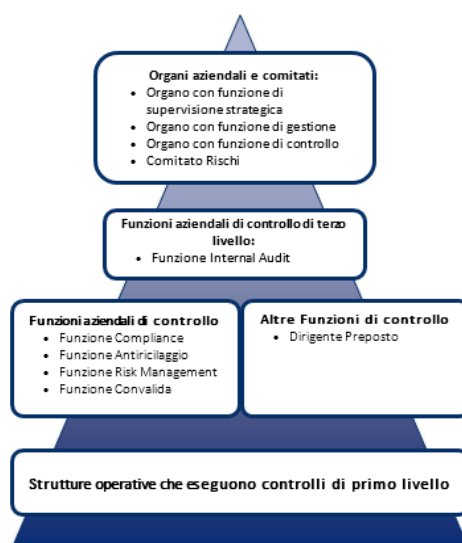 Organi aziendali e comitati:
• Organo con funzione di
supervisione strategica
• Organo con funzione di gestione
• Organo con funzione di controllo
• Comitato Rischi
Funzioni aziendali di controllo di terzo
livello:
• Funzione Internal Audit
Funzioni aziendali di controllo
• Funzione Compliance
• Funzione Antiricilaggio
• Funzione Risk Management
• Funzione Convalida
Altre Funzioni di controllo
• Dirigente Preposto
Strutture operative che eseguono controlli di primo livello